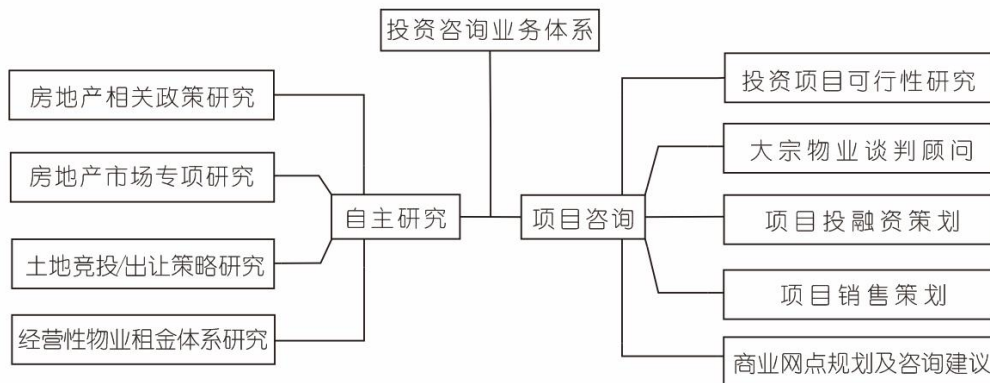 投资咨询业务体系
房地产相关政策研究
房地产市场专项研究
土地竞投/出让策略研究
经营性物业租金体系研究
自主研究
项目咨询
投资项目可行性研究
大宗物业谈判顾问
项目投融资策划
项目销售策划
商业网点规划及咨询建议